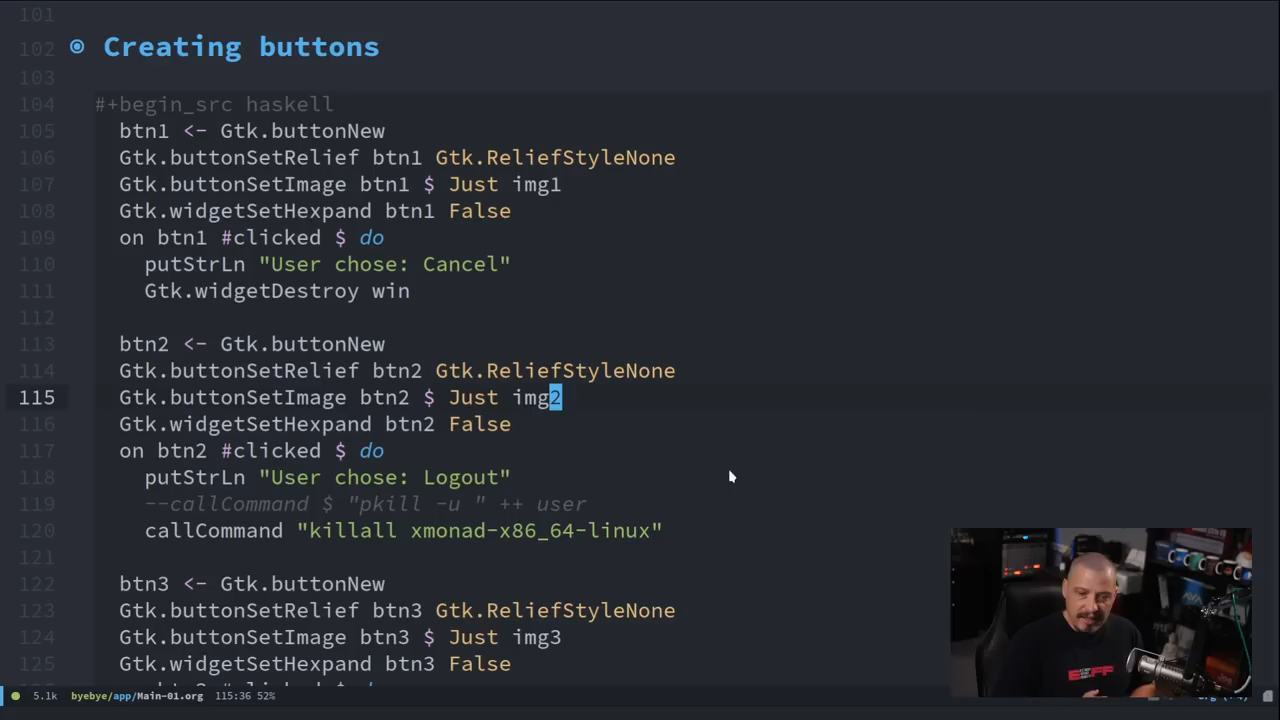 101
102 Creating buttons
103
104 #+begin_src haskell
105 btn1 <- Gtk.buttonNew
106 Gtk.buttonSetRelief btn1 Gtk.ReliefStyleNone
107 Gtk.buttonSetImage btn1 $ Just img1
108 Gtk.widgetSetHexpand btn1 False
109 on btn1 #clicked $ do
110 putStrLn "User chose: Cancel"
111 Gtk.widgetDestroy win
112
113 btn2 <- Gtk.buttonNew
114 Gtk.buttonSetRelief btn2 Gtk.ReliefStyleNone
115 Gtk.buttonSetImage btn2 $ Just img2
116 Gtk.widgetSetHexpand btn2 False
117 on btn2 #clicked $ do
118 putStrLn "User chose: Logout"
119 --callCommand $ "pkill -u " ++ user
120 callCommand "killall xmonad-x86_64-linux"
121
122 btn3 <- Gtk.buttonNew
123 Gtk.buttonSetRelief btn3 Gtk.ReliefStyleNone
124 Gtk.buttonSetImage btn3 $ Just img3
125 Gtk.widgetSetHexpand btn3 False
5.1k byebye/app/Main-01.org 115:36 52%